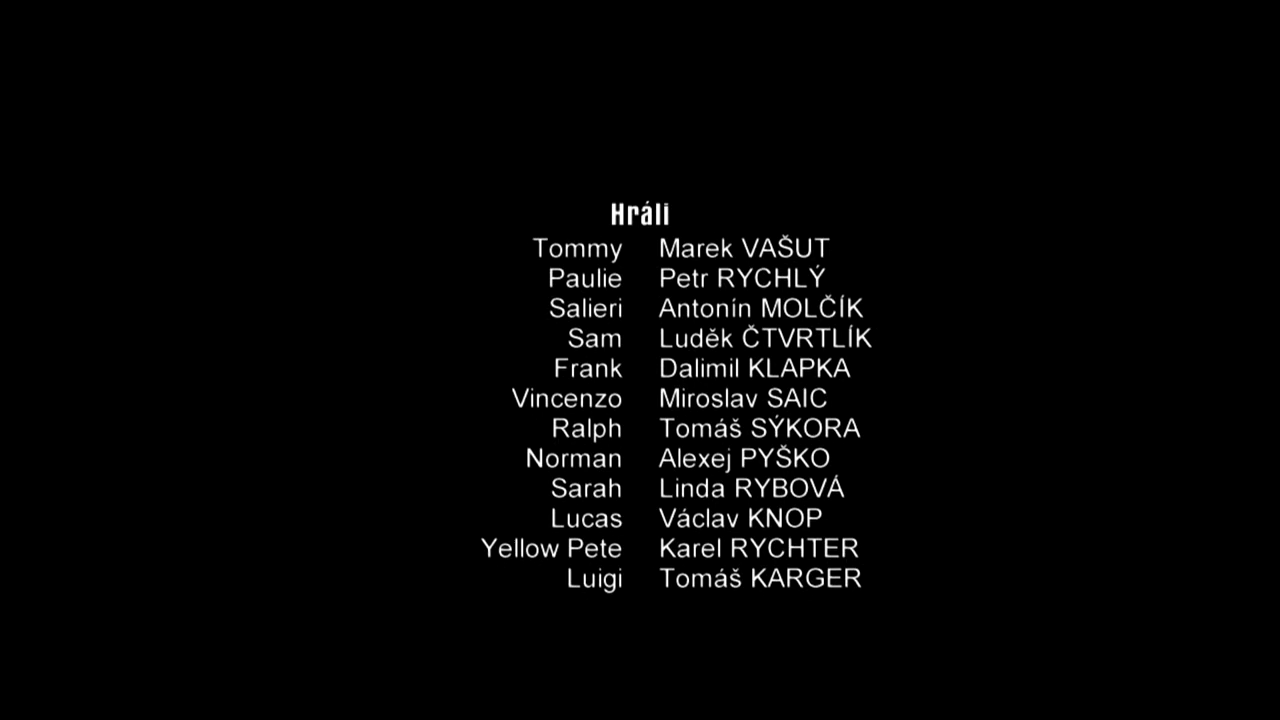 Hráli
Tommy Marek VAŠUT
Paulie Petr RYCHLÝ
Salieri Antonín MOLČÍK
Sam Luděk ČTVRTLÍK
Frank Dalimil KLAPKA
Vincenzo Miroslav SAIC
Ralph Tomáš SÝKORA
Norman Alexej PYŠKO
Sarah Linda RYBOVÁ
Lucas Václav KNOP
Yellow Pete Karel RYCHTER
Luigi Tomáš KARGER